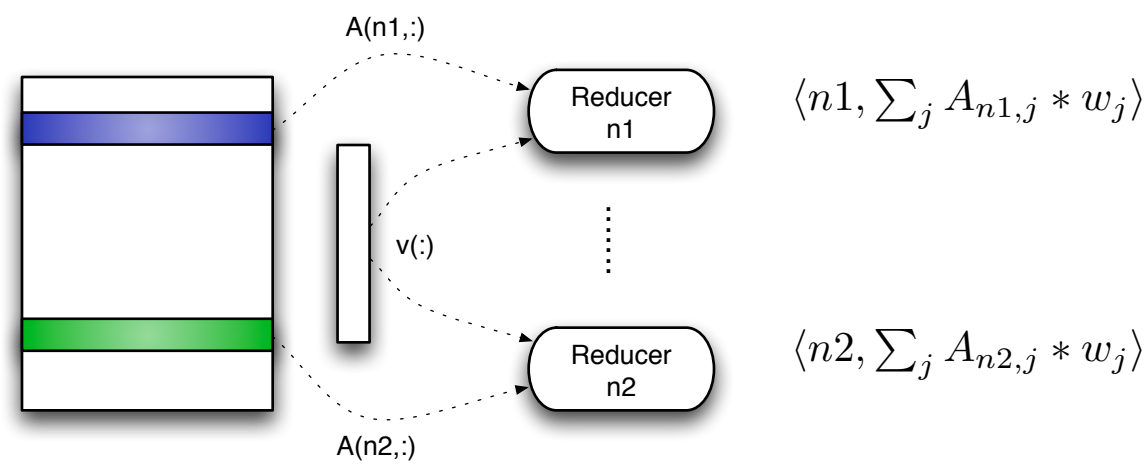 A(n1,:)
Reducer
n1
⟨n1, ∑_j A_{n1,j} * w_j⟩
v(:)
Reducer
n2
⟨n2, ∑_j A_{n2,j} * w_j⟩
A(n2,:)